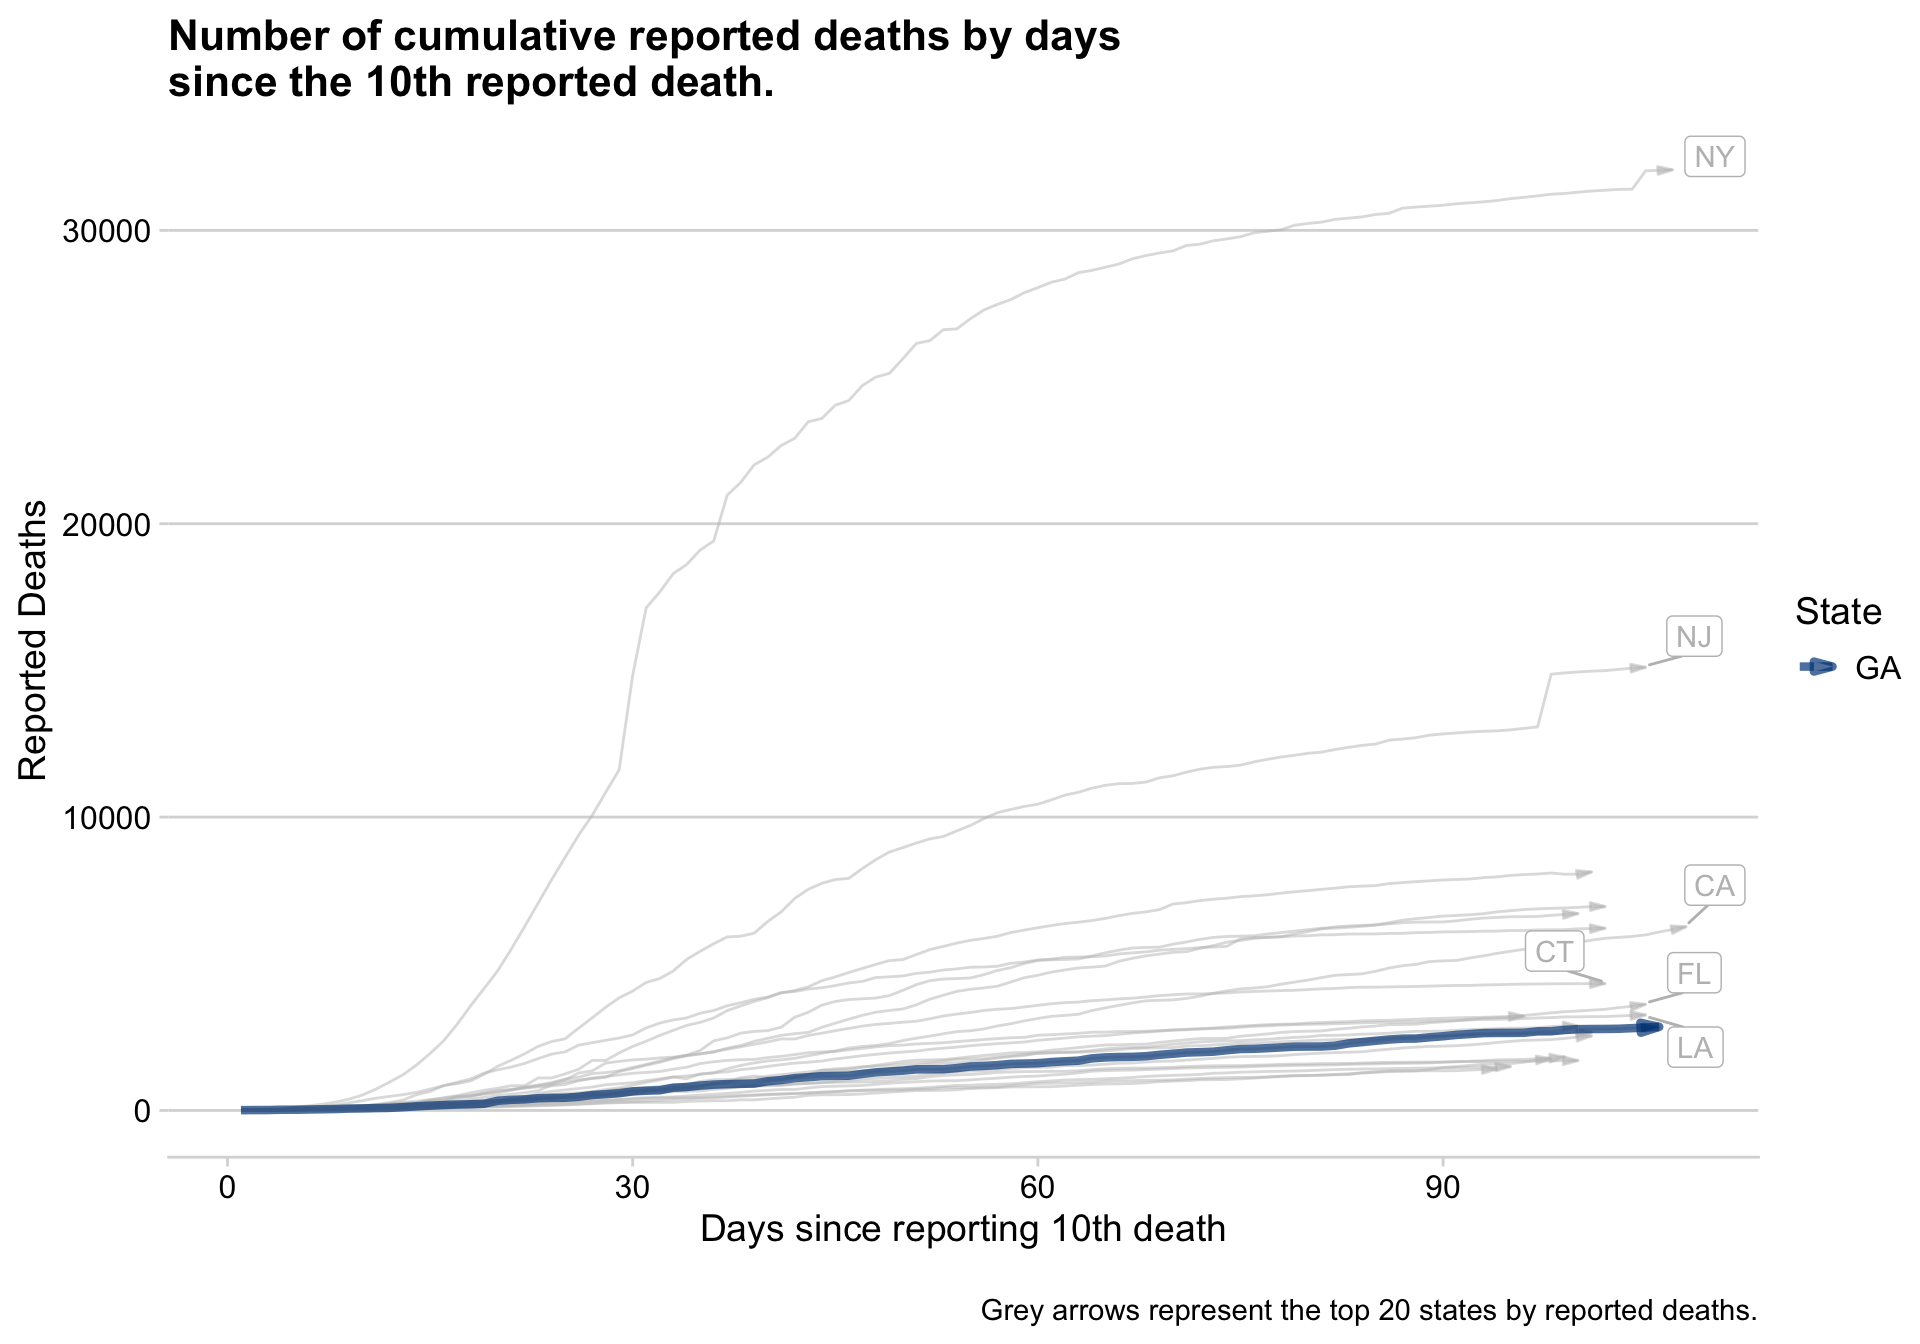 Number of cumulative reported deaths by days
since the 10th reported death.
NY
30000
20000
NJ
State
GA
Reported Deaths
10000
CA
CT
FL
LA
0
0
30
60
90
Days since reporting 10th death
Grey arrows represent the top 20 states by reported deaths.